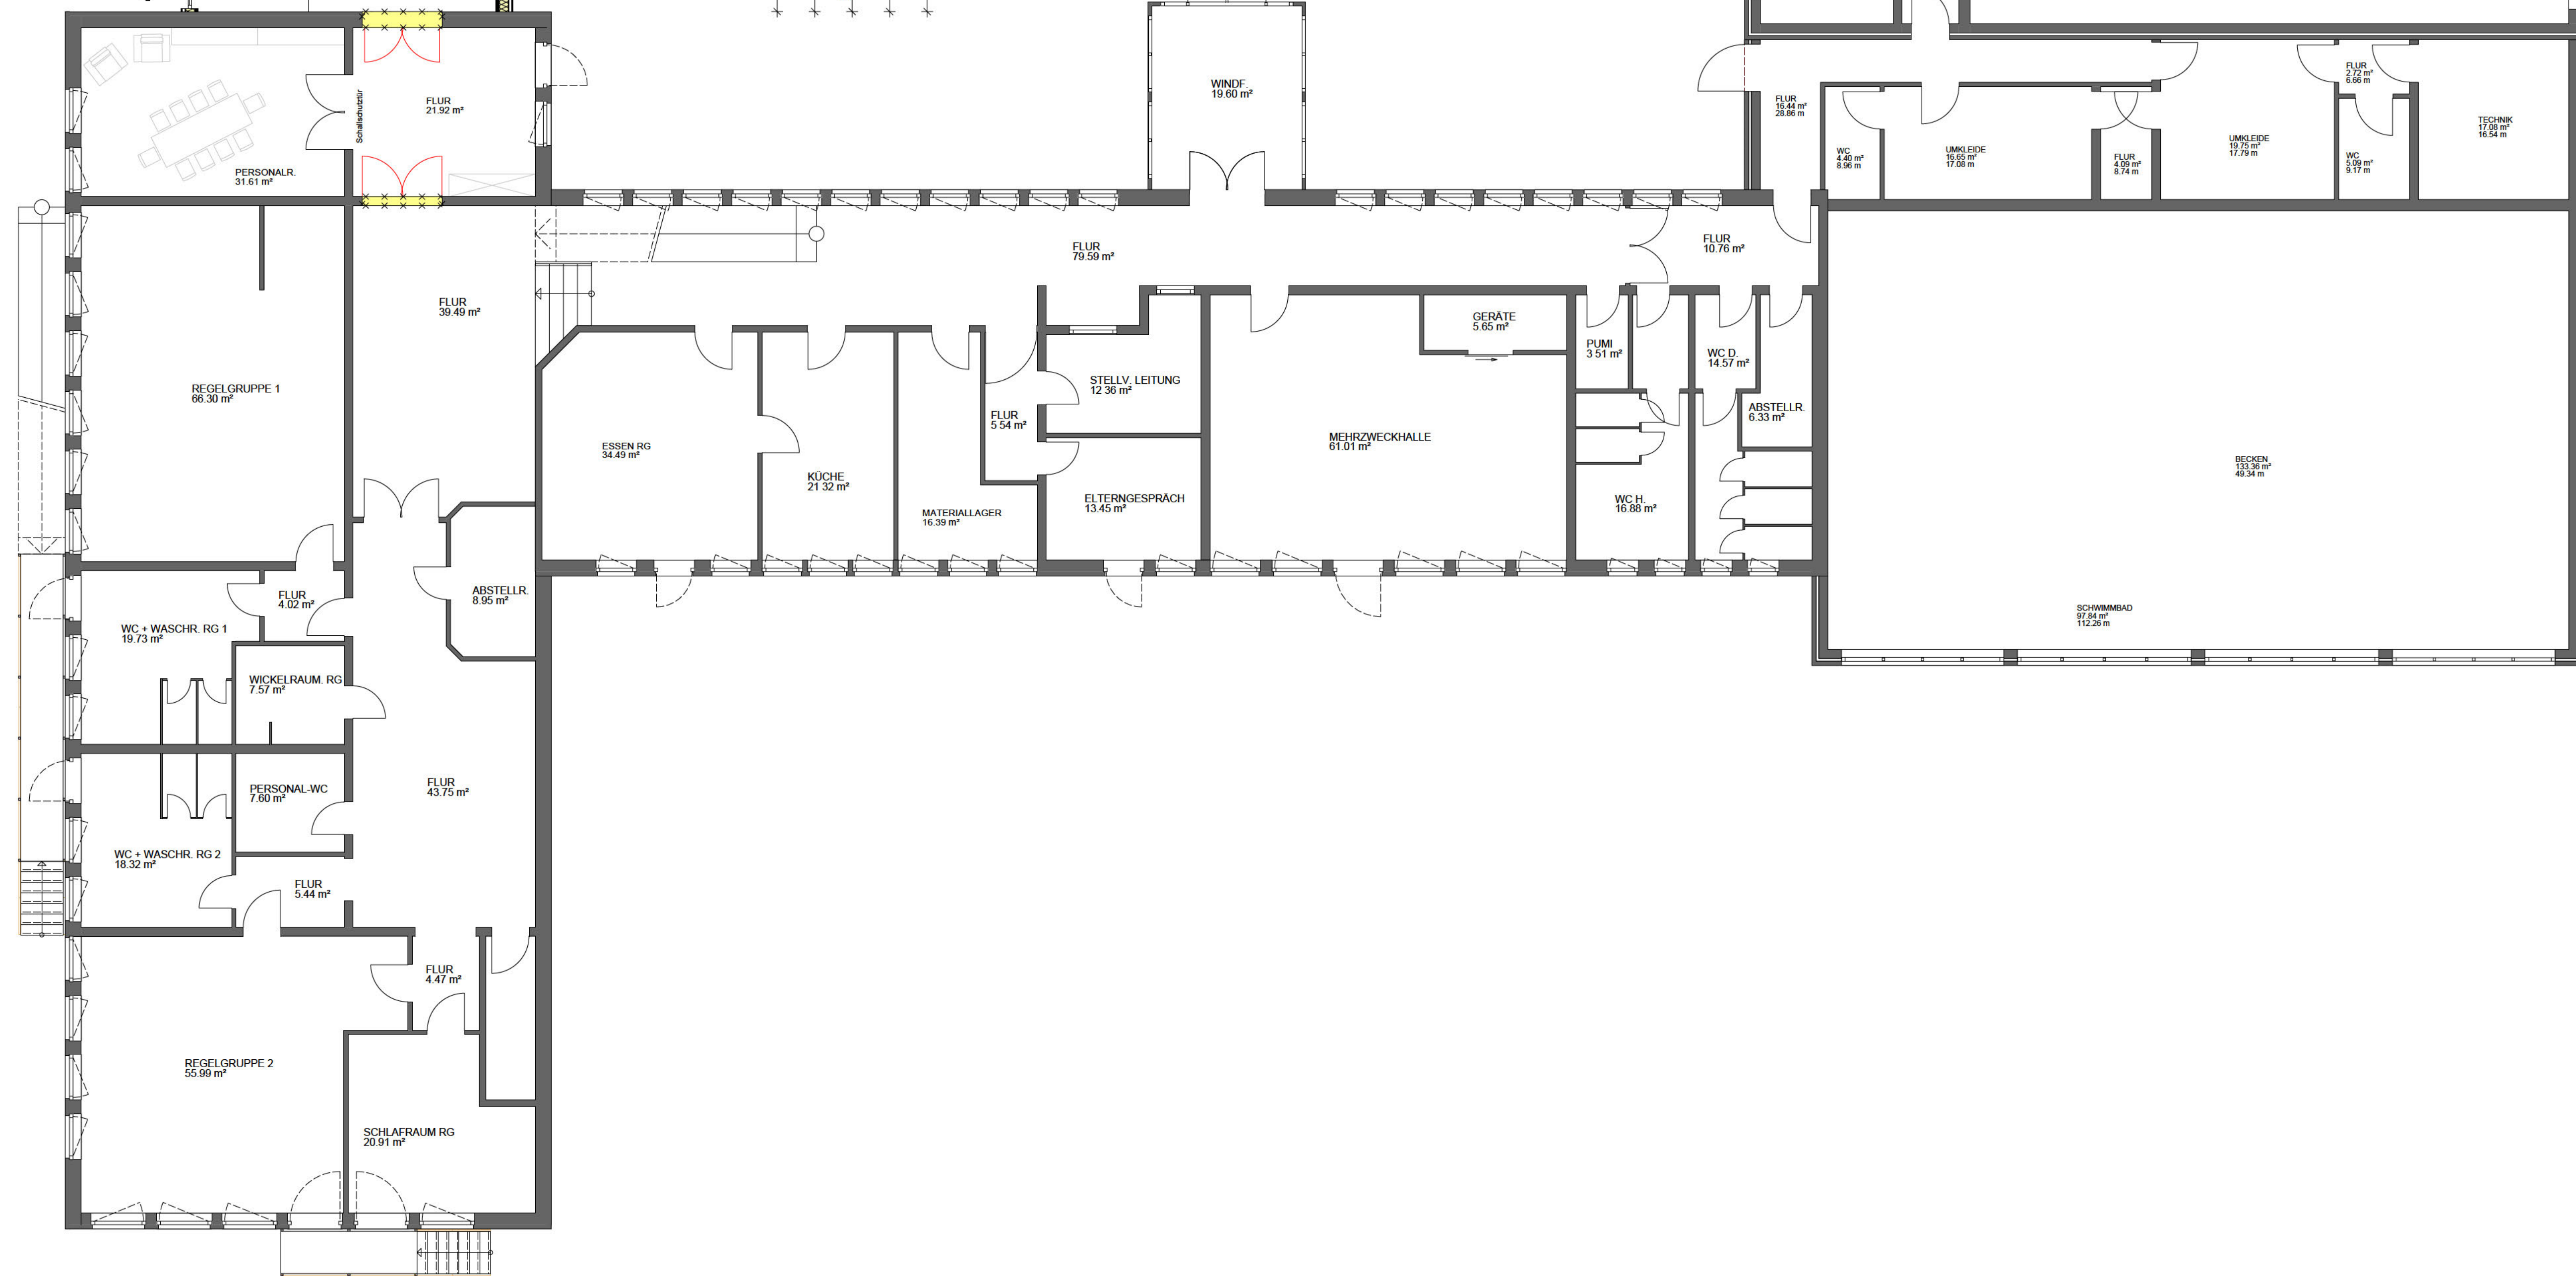 FLUR
21.92 m²
Schallschutztür
PERSONALR.
31.61 m²
WINDF.
19.60 m²
FLUR
16.44 m²
28.86 m
WC
4.40 m²
8.96 m
UMKLEIDE
16.65 m²
17.08 m
FLUR
4.09 m²
8.74 m
UMKLEIDE
19.75 m²
17.79 m
FLUR
2.72 m²
6.66 m
WC
5.09 m²
9.17 m
TECHNIK
17.08 m²
16.54 m
FLUR
39.49 m²
FLUR
79.59 m²
FLUR
10.76 m²
REGELGRUPPE 1
66.30 m²
ESSEN RG
34.49 m²
KÜCHE
21 32 m²
MATERIALLAGER
16.39 m²
FLUR
5 54 m²
STELLV. LEITUNG
12 36 m²
ELTERNGESPRÄCH
13.45 m²
MEHRZWECKHALLE
61.01 m²
GERÄTE
5.65 m²
PUMI
3 51 m²
WC D.
14.57 m²
ABSTELLR.
6.33 m²
WC H.
16.88 m²
BECKEN
133.36 m²
49.34 m
SCHWIMMBAD
97.84 m²
112.26 m
FLUR
4.02 m²
ABSTELLR.
8.95 m²
WC + WASCHR. RG 1
19.73 m²
WICKELRAUM. RG
7.57 m²
PERSONAL-WC
7.60 m²
FLUR
43.75 m²
WC + WASCHR. RG 2
18.32 m²
FLUR
5.44 m²
FLUR
4.47 m²
REGELGRUPPE 2
55.99 m²
SCHLAFRAUM RG
20.91 m²